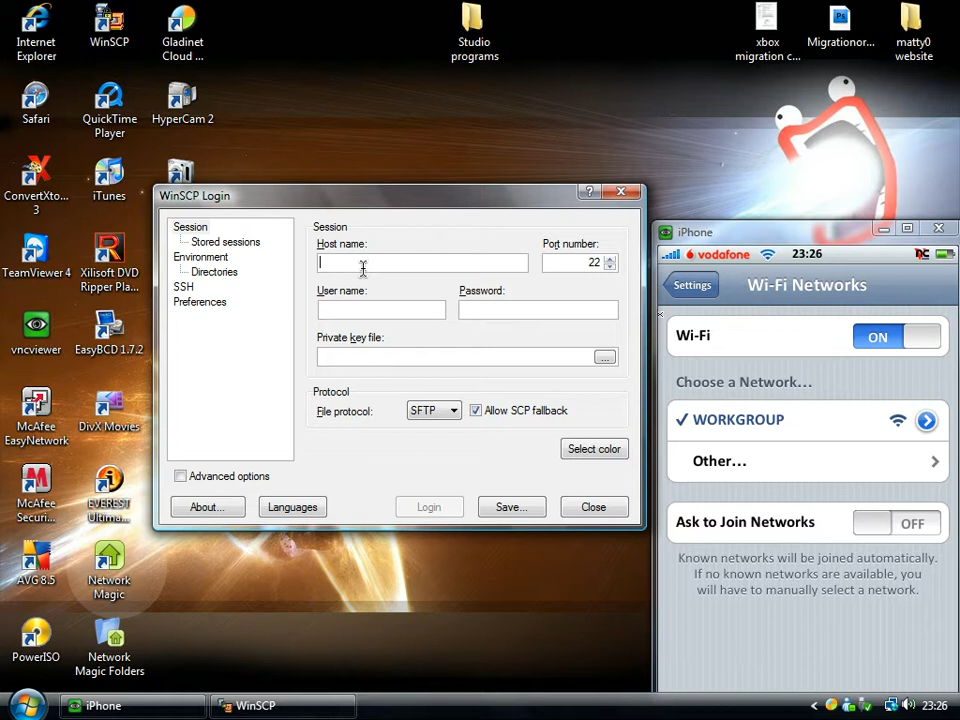 Internet
Explorer
WinSCP
Gladinet
Cloud ...
Studio
programs
xbox
migration c...
Migrationor...
matty0
website
Safari
QuickTime
Player
HyperCam 2
ConvertXto...
3
iTunes
TeamViewer 4
Xilisoft DVD
Ripper Pla...
vncviewer
EasyBCD 1.7.2
McAfee
EasyNetwork
DivX Movies
McAfee
Securi...
EVEREST
Ultima...
AVG 8.5
Network
Magic
PowerISO
Network
Magic Folders
WinSCP Login
Session
Stored sessions
Environment
Directories
SSH
Preferences
Session
Host name:
Port number:
22
User name:
Password:
Private key file:
...
Protocol
File protocol:
SFTP
Allow SCP fallback
Select color
Advanced options
About...
Languages
Login
Save...
Close
iPhone
vodafone
23:26
Settings
Wi-Fi Networks
Wi-Fi
ON
Choose a Network...
WORKGROUP
Other...
Ask to Join Networks
OFF
Known networks will be joined automatically.
If no known networks are available, you
will have to manually select a network.
iPhone
WinSCP
23:26